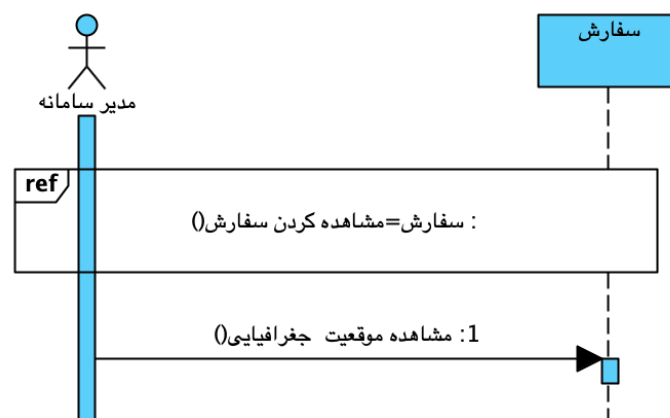 سفارش
مدیر سامانه
ref
: سفارش=مشاهده کردن سفارش()
1: مشاهده موقعیت جغرافیایی()